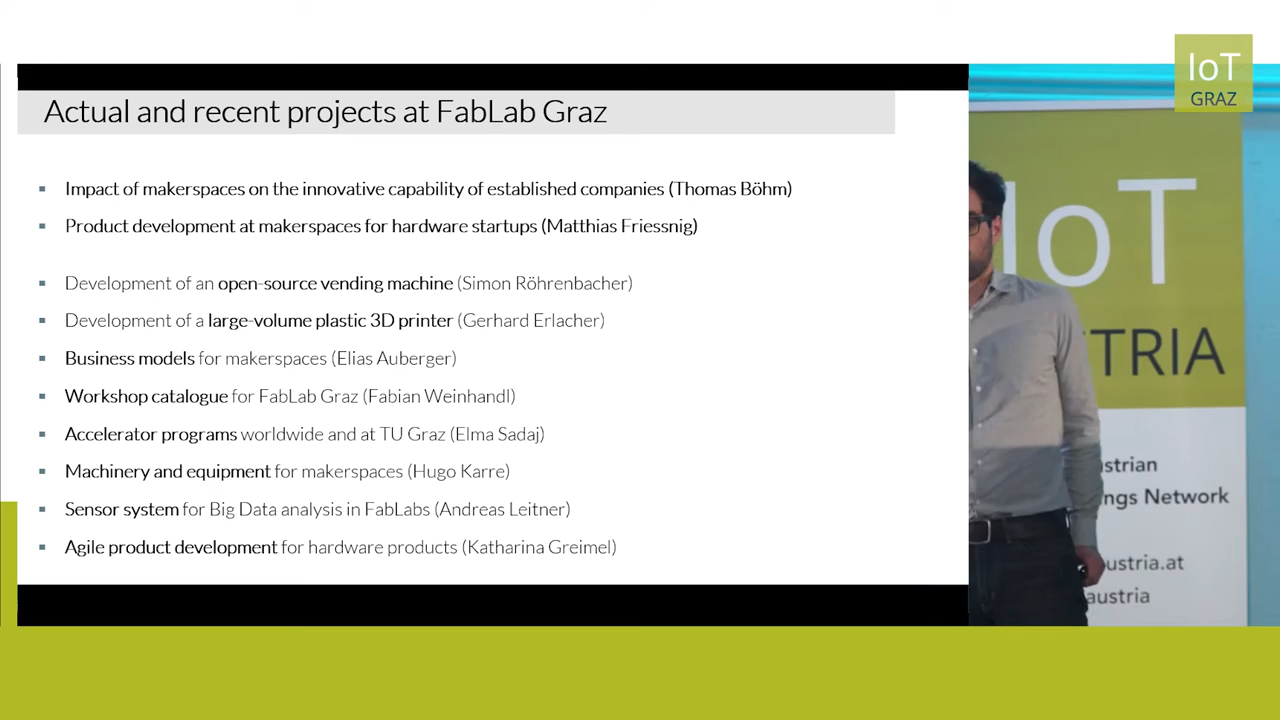 IoT
GRAZ
Actual and recent projects at FabLab Graz
Impact of makerspaces on the innovative capability of established companies (Thomas Böhm)
Product development at makerspaces for hardware startups (Matthias Friessnig)
Development of an open-source vending machine (Simon Röhrenbacher)
Development of a large-volume plastic 3D printer (Gerhard Erlacher)
Business models for makerspaces (Elias Auberger)
Workshop catalogue for FabLab Graz (Fabian Weinhandl)
Accelerator programs worldwide and at TU Graz (Elma Sadaj)
Machinery and equipment for makerspaces (Hugo Karre)
Sensor system for Big Data analysis in FabLabs (Andreas Leitner)
Agile product development for hardware products (Katharina Greimel)
IoT
TRIA
strian
ngs Network
ustria.at
austria